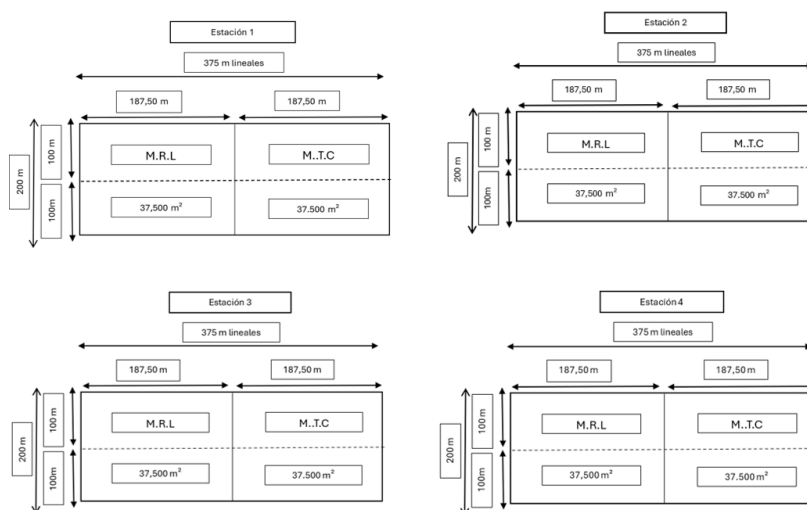 Estación 1
375 m lineales
187,50 m
187,50 m
200 m
100 m
100m
M.R.L
M..T.C
37,500 m²
37.500 m²
Estación 2
375 m lineales
187,50 m
187,50 m
200 m
100 m
100m
M.R.L
M..T.C
37,500 m²
37.500 m²
Estación 3
375 m lineales
187,50 m
187,50 m
200 m
100 m
100m
M.R.L
M..T.C
37,500 m²
37.500 m²
Estación 4
375 m lineales
187,50 m
187,50 m
200 m
100 m
100m
M.R.L
M..T.C
37,500 m²
37.500 m²